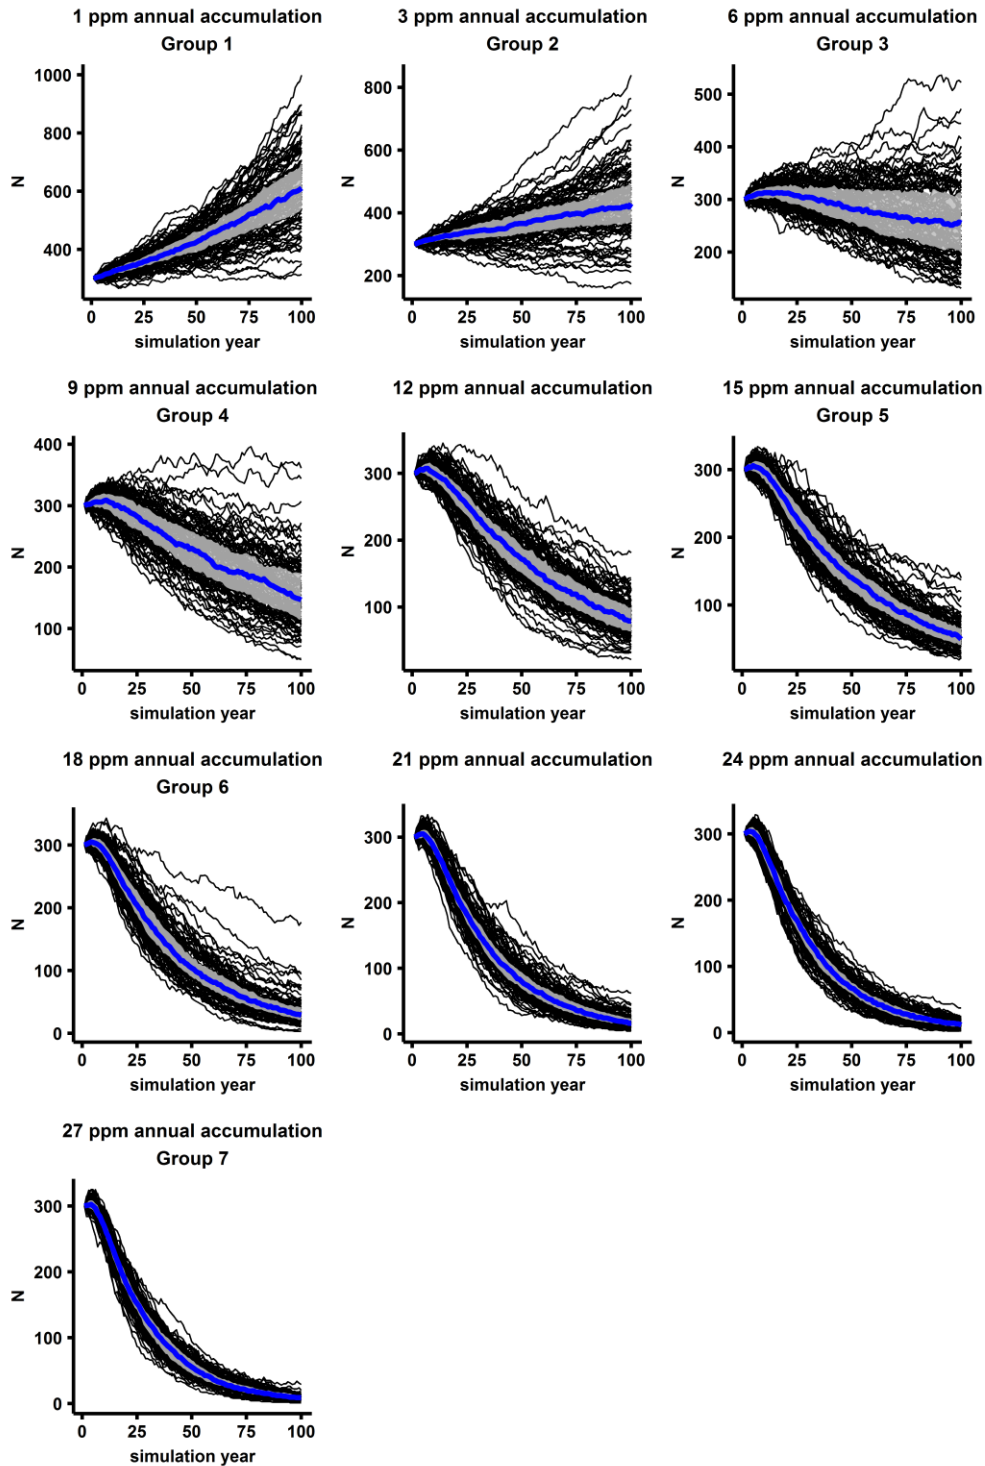 1 ppm annual accumulation
Group 1
1000
800
600
400
N
0 25 50 75 100
simulation year
3 ppm annual accumulation
Group 2
800
600
400
200
N
0 25 50 75 100
simulation year
6 ppm annual accumulation
Group 3
500
400
300
200
N
0 25 50 75 100
simulation year
9 ppm annual accumulation
Group 4
400
300
200
100
N
0 25 50 75 100
simulation year
12 ppm annual accumulation
300
200
100
N
0 25 50 75 100
simulation year
15 ppm annual accumulation
Group 5
300
200
100
N
0 25 50 75 100
simulation year
18 ppm annual accumulation
Group 6
300
200
100
0
N
0 25 50 75 100
simulation year
21 ppm annual accumulation
300
200
100
0
N
0 25 50 75 100
simulation year
24 ppm annual accumulation
300
200
100
0
N
0 25 50 75 100
simulation year
27 ppm annual accumulation
Group 7
300
200
100
0
N
0 25 50 75 100
simulation year